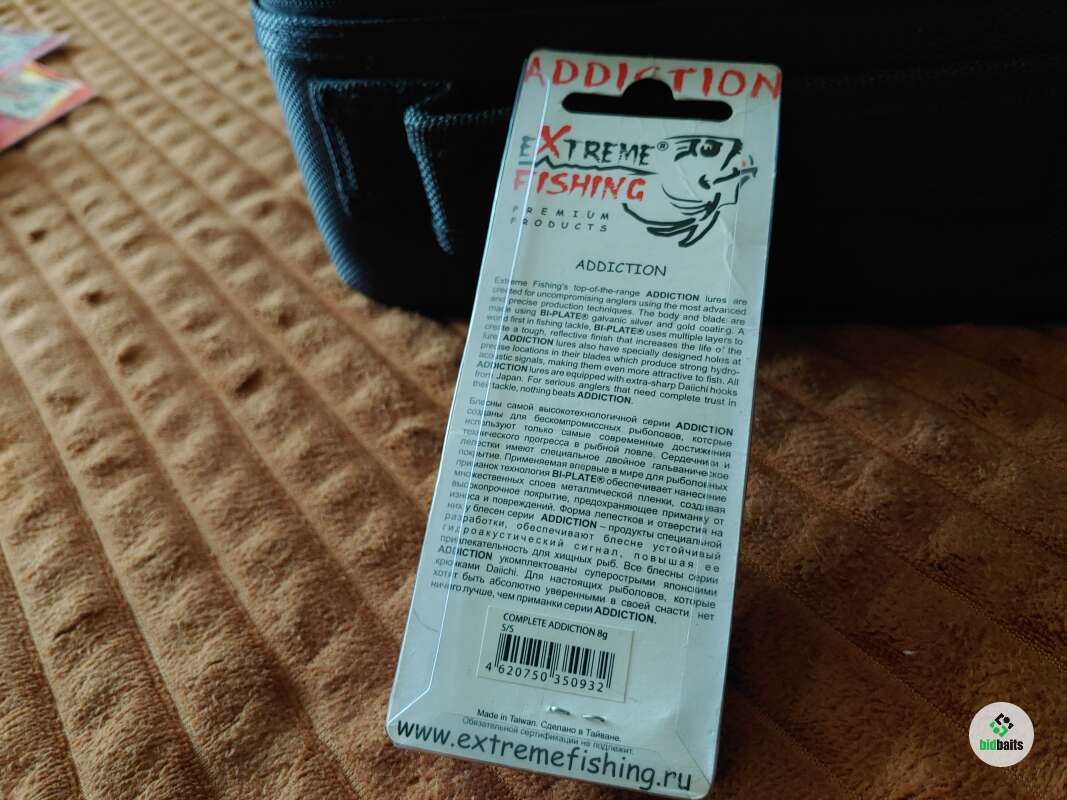 ADDICTION
EXTREME®
FISHING
PREMIUM
PRODUCTS
ADDICTION
Extreme Fishing's top-of-the-range ADDICTION lures are
created for uncompromising anglers using the most advanced
and precise production techniques. The body and blade are
made using BI-PLATE® galvanic silver and gold coating. A
world first in fishing tackle, BI-PLATE® uses multiple layers to
create a tough, reflective finish that increases the life of the
lure. ADDICTION lures also have specially designed holes at
precise locations in their blades which produce strong hydro-
acoustic signals, making them even more attractive to fish. All
ADDICTION lures are equipped with extra-sharp Daiichi hooks
from Japan. For serious anglers that need complete trust in
their tackle, nothing beats ADDICTION.
Блесны самой высокотехнологичной серии ADDICTION
созданы для бескомпромиссных рыболовов, которые
используют только самые современные достижения
технического прогресса в рыбной ловле. Сердечники и
лепестки имеют специальное двойное гальваническое
покрытие. Применяемая впервые в мире для рыболовных
приманок технология BI-PLATE® обеспечивает нанесение
множественных слоев металлической пленки, создавая
высокопрочное покрытие, предохраняющее приманку от
износа и повреждений. Форма лепестков и отверстия на
них у блесен серии ADDICTION – продукты специальной
разработки, обеспечивают блесне устойчивый
гидроакустический сигнал, повышая ее
привлекательность для хищных рыб. Все блесны серии
ADDICTION укомплектованы суперострыми японскими
крючками Daiichi. Для настоящих рыболовов, которые
хотят быть абсолютно уверенными в своей снасти, нет
ничего лучше, чем приманки серии ADDICTION.
COMPLETE ADDICTION 8g
S/S
4 620750 350932
Made in Taiwan. Сделано в Тайване.
Обязательной сертификации на подлежит.
www.extremefishing.ru
bidbaits